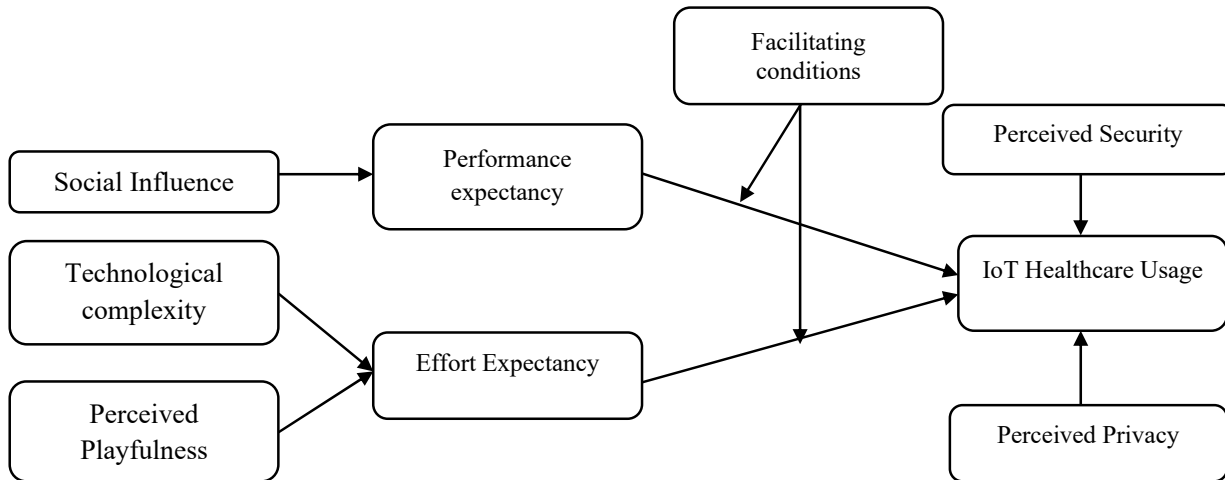 Facilitating
conditions
Perceived Security
Performance
expectancy
Social Influence
Technological
complexity
IoT Healthcare Usage
Effort Expectancy
Perceived
Playfulness
Perceived Privacy